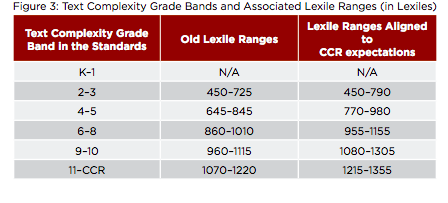 Figure 3: Text Complexity Grade Bands and Associated Lexile Ranges (in Lexiles)
Text Complexity Grade Band in the Standards Old Lexile Ranges Lexile Ranges Aligned to CCR expectations
K–1 N/A N/A
2–3 450–725 450–790
4–5 645–845 770–980
6–8 860–1010 955–1155
9–10 960–1115 1080–1305
11–CCR 1070–1220 1215–1355